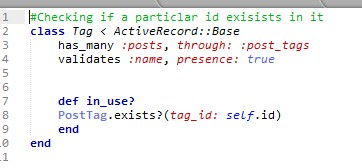 1 #Checking if a particlar id exisists in it
2 class Tag < ActiveRecord::Base
3 has_many :posts, through: :post_tags
4 validates :name, presence: true
5
6
7 def in_use?
8 PostTag.exists?(tag_id: self.id)
9 end
10 end
11